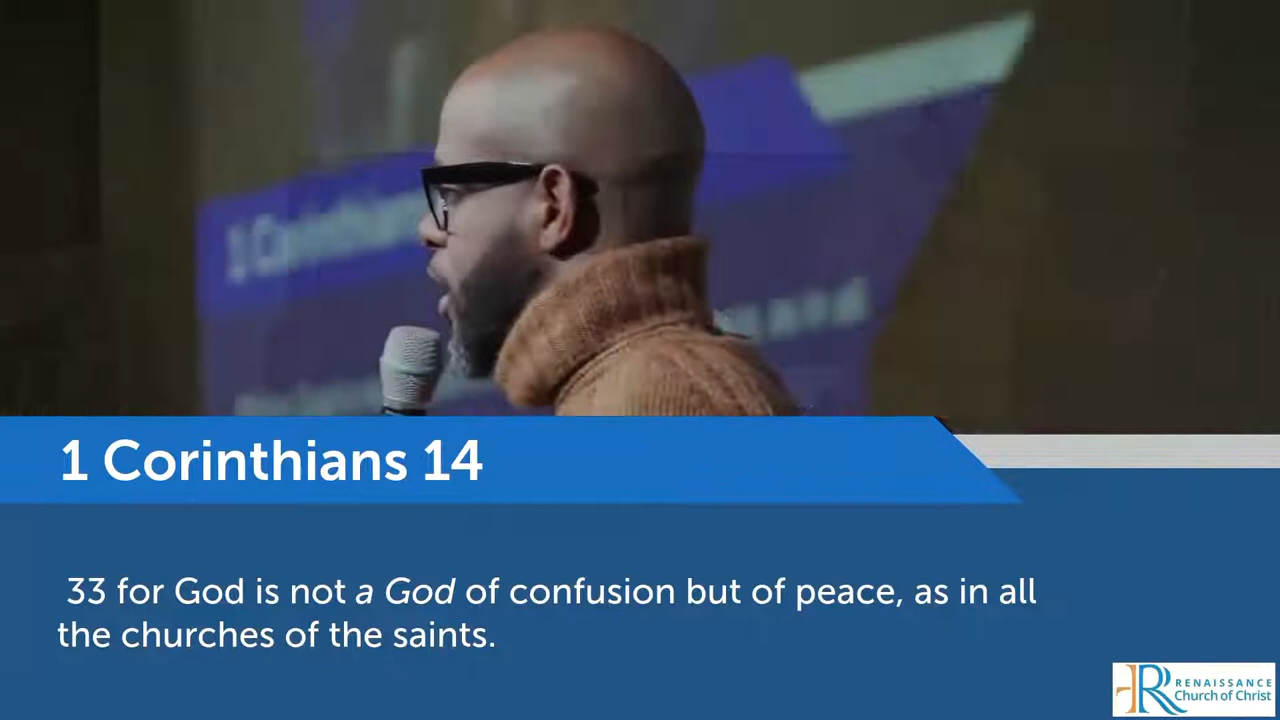 1 Corinthians 14
33 for God is not a God of confusion but of peace, as in all
the churches of the saints.
RENAISSANCE
Church of Christ